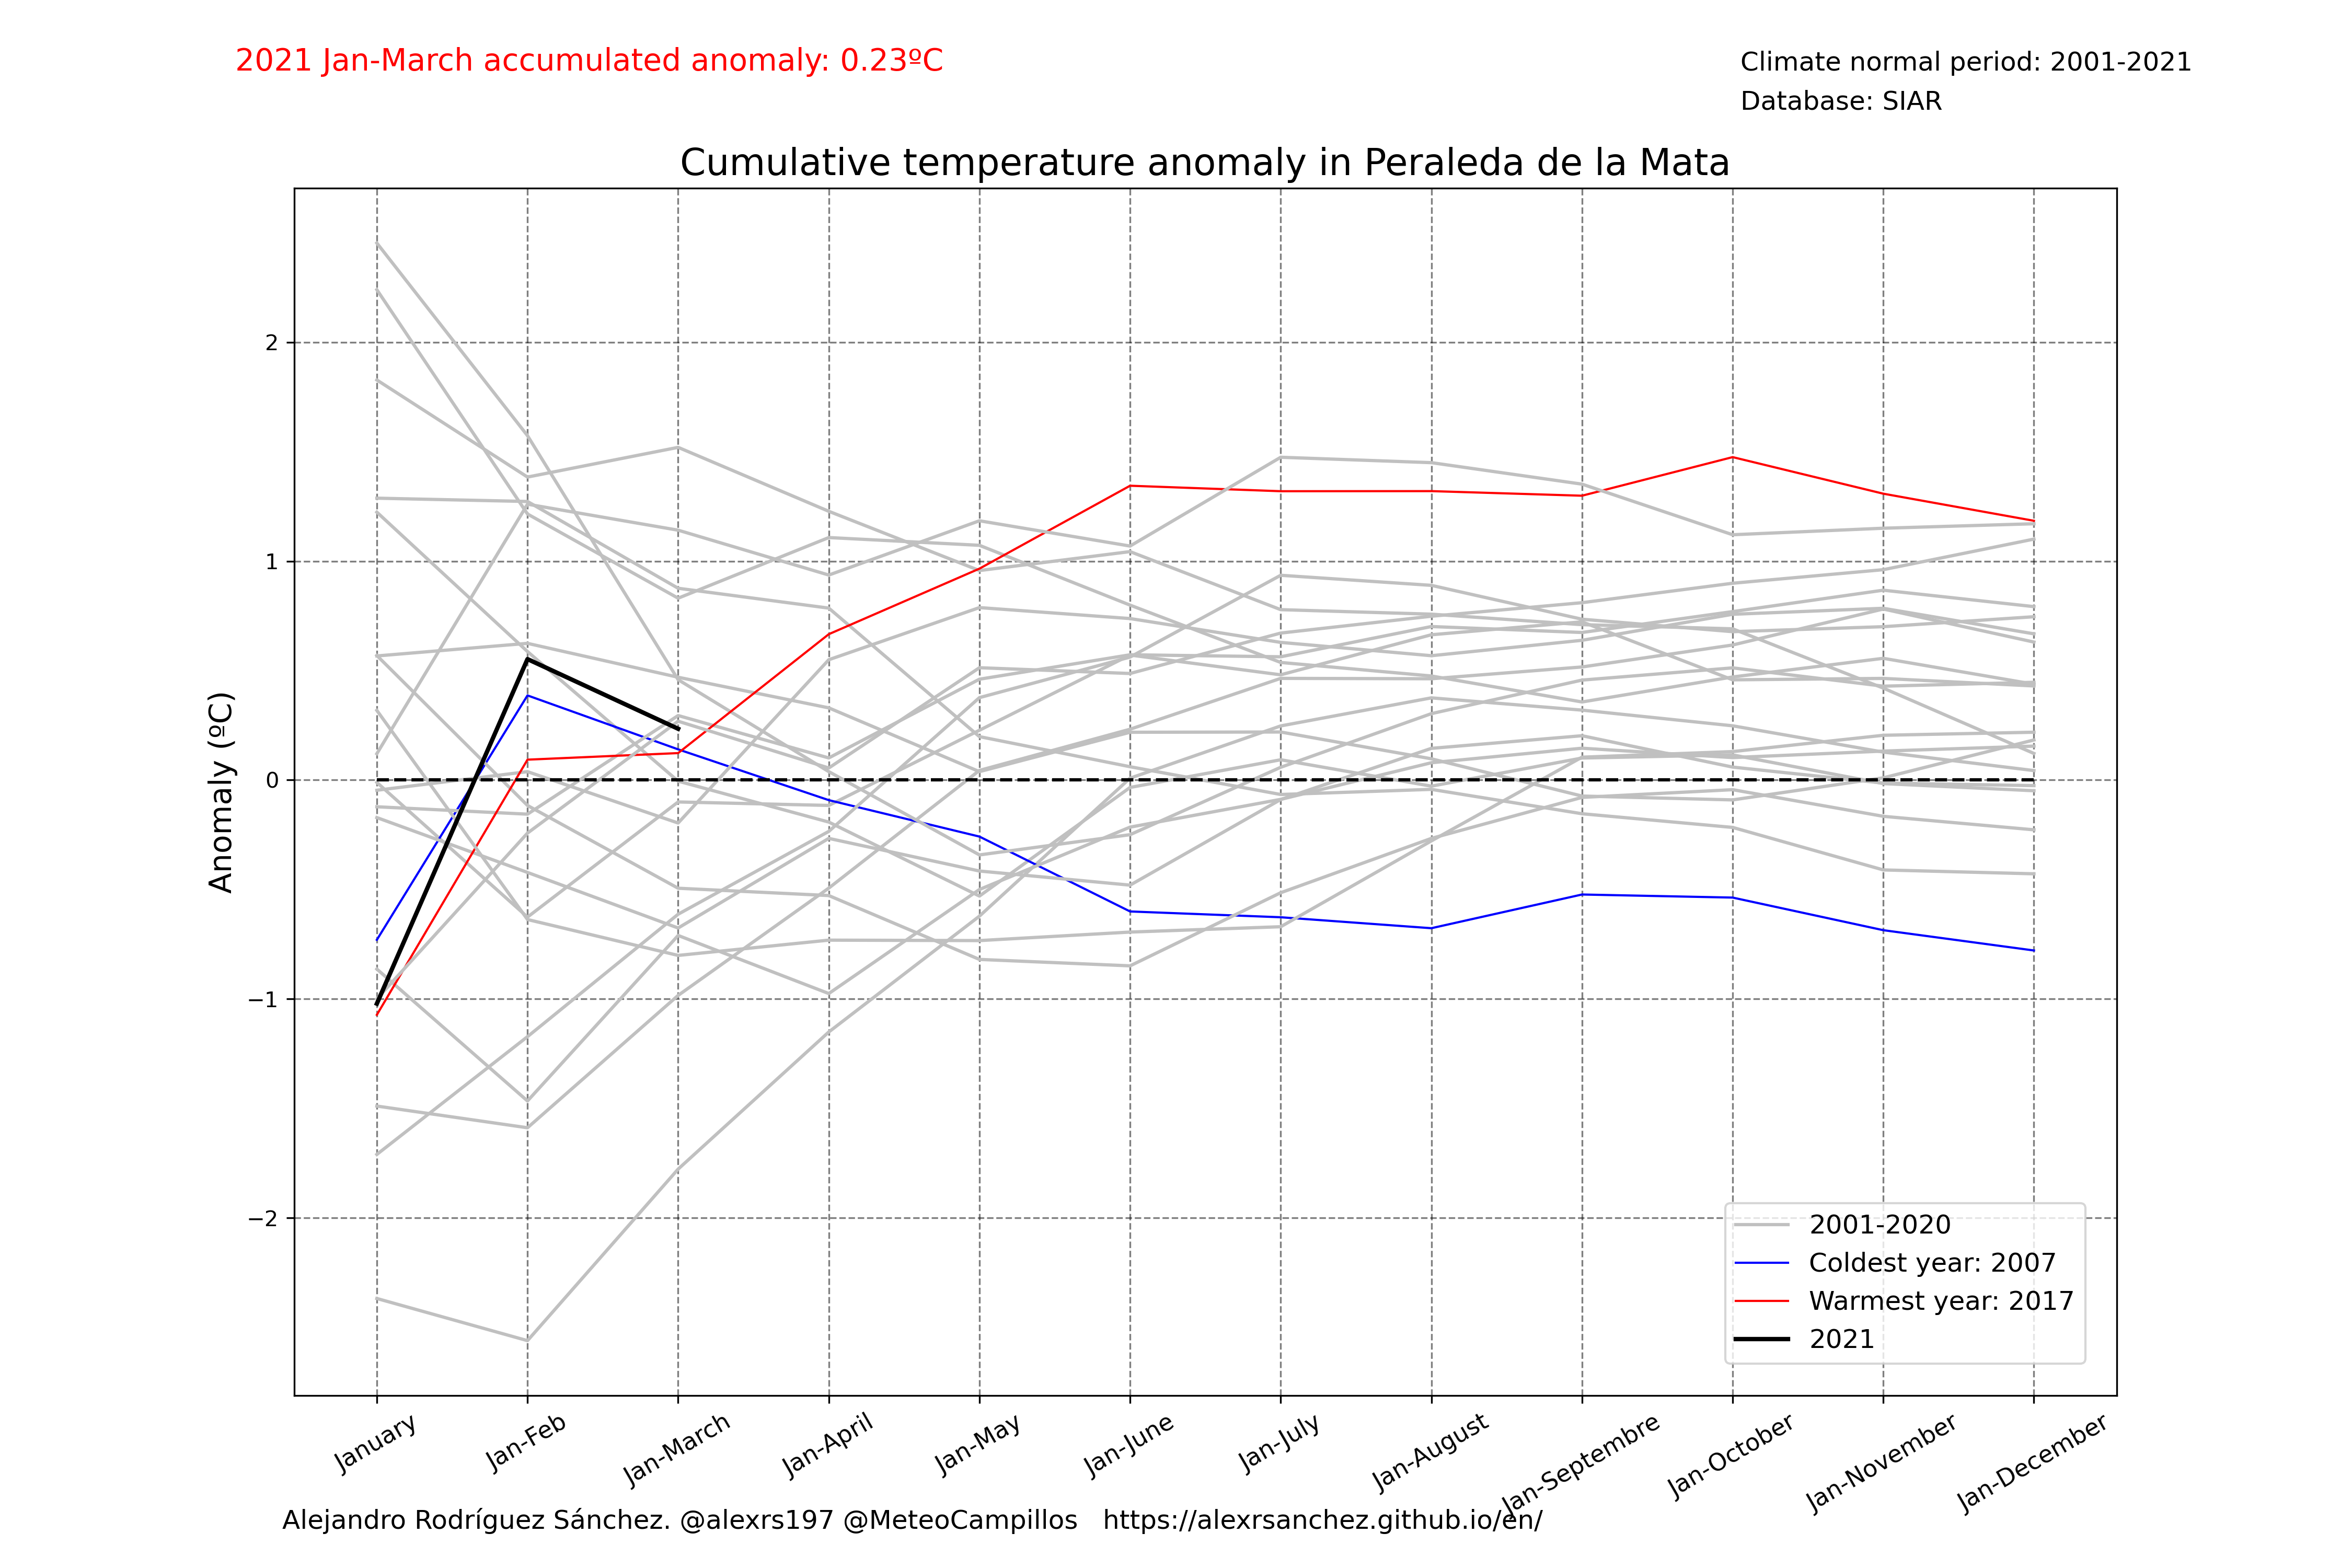 2021 Jan-March accumulated anomaly: 0.23ºC
Climate normal period: 2001-2021
Database: SIAR
Cumulative temperature anomaly in Peraleda de la Mata
Anomaly (ºC)
2
1
0
−1
−2
2001-2020
Coldest year: 2007
Warmest year: 2017
2021
January
Jan-Feb
Jan-March
Jan-April
Jan-May
Jan-June
Jan-July
Jan-August
Jan-Septembre
Jan-October
Jan-November
Jan-December
Alejandro Rodríguez Sánchez. @alexrs197 @MeteoCampillos https://alexrsanchez.github.io/en/